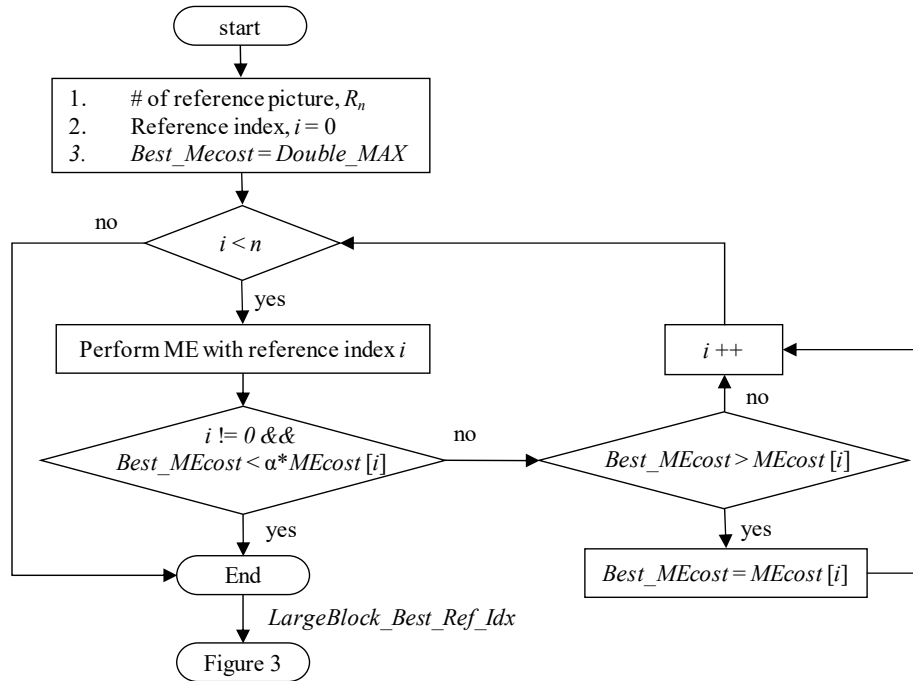 start
1. # of reference picture, Rn
2. Reference index, i = 0
3. Best_Mecost = Double_MAX
no
i < n
yes
Perform ME with reference index i
i ++
no
i != 0 &&
Best_MEcost < α* MEcost [i]
no
Best_MEcost > MEcost [i]
yes
yes
End
Best_MEcost = MEcost [i]
LargeBlock_Best_Ref_Idx
Figure 3